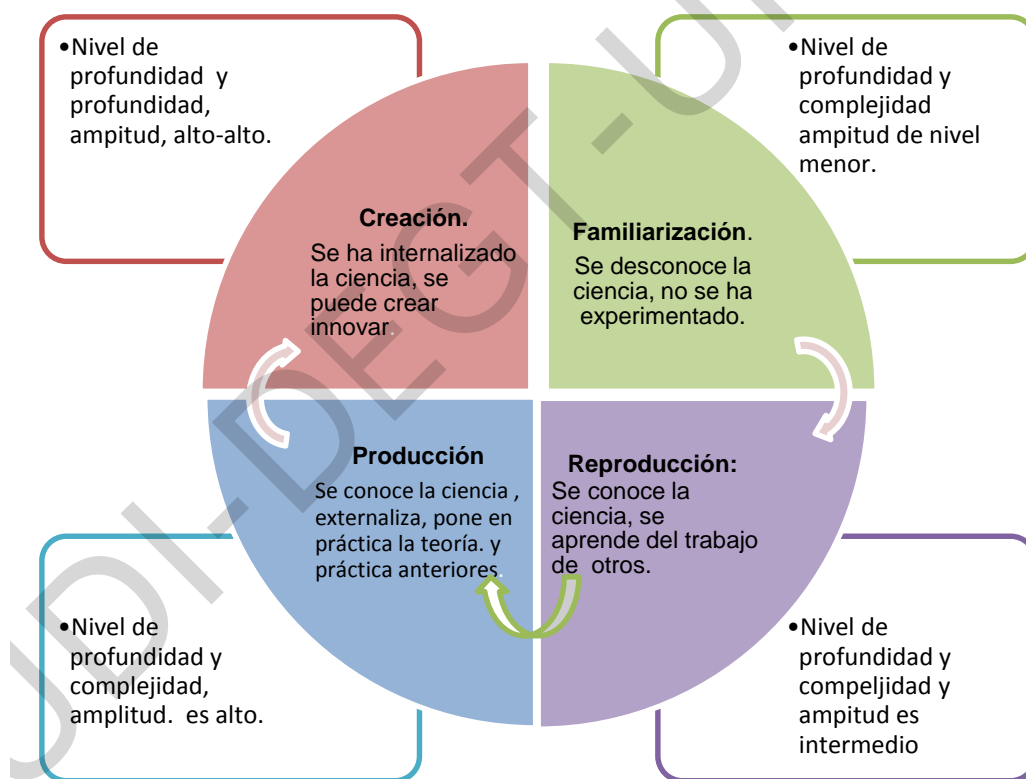 •Nivel de
profundidad y
profundidad,
ampitud, alto-alto.
•Nivel de
profundidad y
complejidad
ampitud de nivel
menor.
Creación.
Se ha internalizado
la ciencia, se
puede crear
innovar.
Familiarización.
Se desconoce la
ciencia, no se ha
experimentado.
Producción
Se conoce la ciencia ,
externaliza, pone en
práctica la teoría. y
práctica anteriores.
Reproducción:
Se conoce la
ciencia, se
aprende del trabajo
de otros.
•Nivel de
profundidad y
complejidad,
amplitud. es alto.
•Nivel de
profundidad y
compeljidad y
ampitud es
intermedio
UDI-DEGT-U